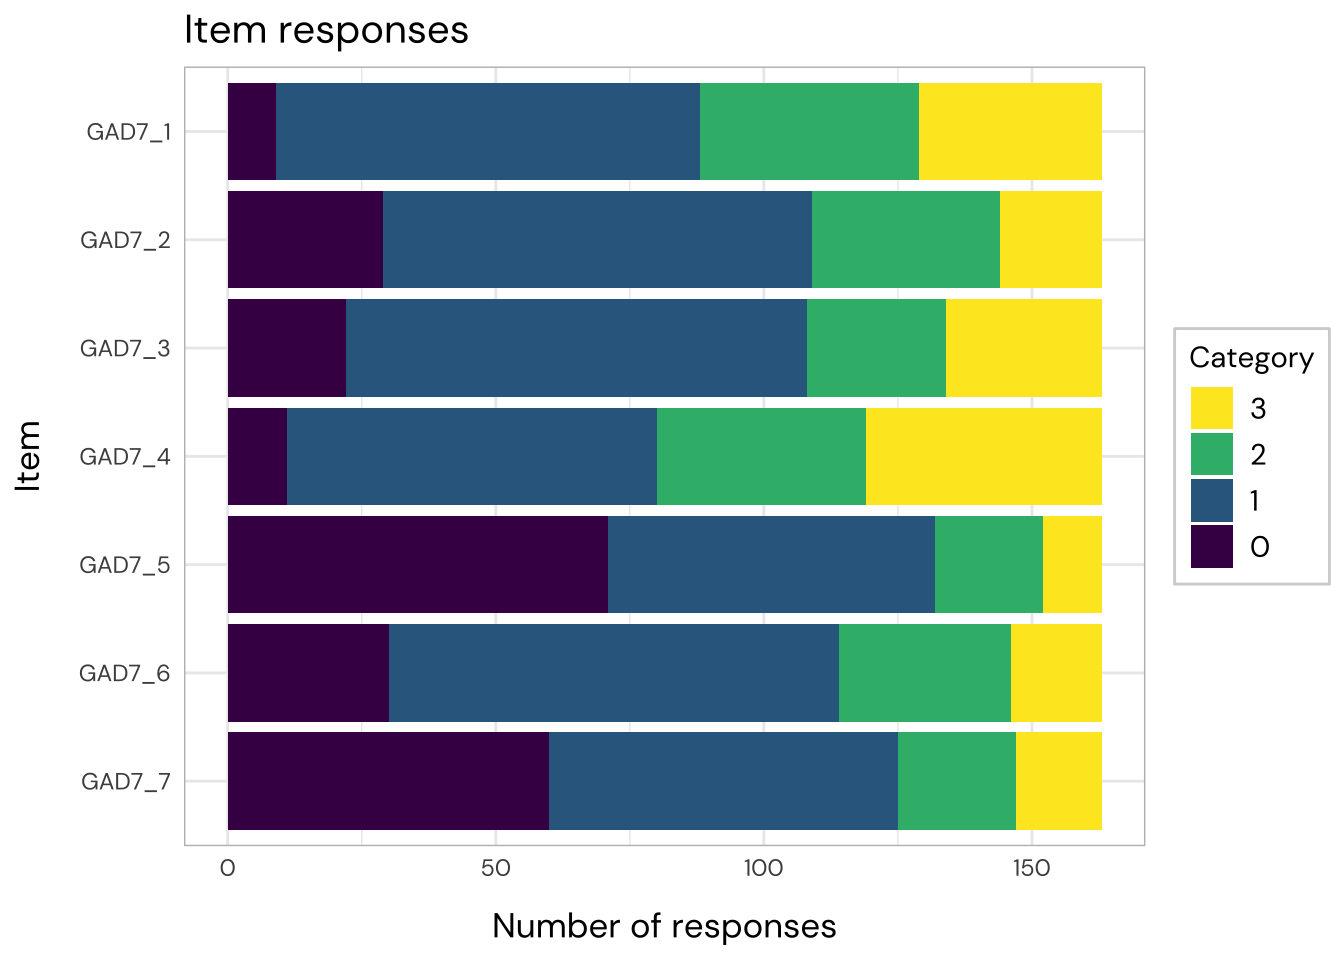 Item responses
GAD7_1
GAD7_2
GAD7_3
GAD7_4
GAD7_5
GAD7_6
GAD7_7
Item
0 50 100 150
Number of responses
Category
3
2
1
0